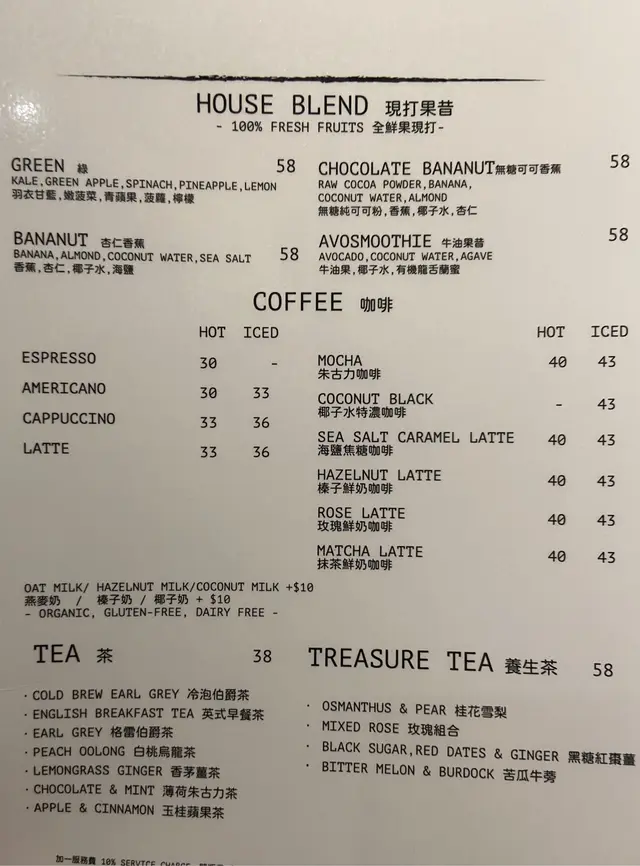 HOUSE BLEND 現打果昔
- 100% FRESH FRUITS 全鮮果現打-
GREEN 綠 58
KALE,GREEN APPLE,SPINACH,PINEAPPLE,LEMON
羽衣甘藍,嫩菠菜,青蘋果,菠蘿,檸檬
CHOCOLATE BANANUT無糖可可香蕉 58
RAW COCOA POWDER,BANANA,
COCONUT WATER,ALMOND
無糖純可可粉,香蕉,椰子水,杏仁
BANANUT 杏仁香蕉
BANANA,ALMOND,COCONUT WATER,SEA SALT 58
香蕉,杏仁,椰子水,海鹽
AVOSMOOTHIE 牛油果昔 58
AVOCADO,COCONUT WATER,AGAVE
牛油果,椰子水,有機龍舌蘭蜜
COFFEE 咖啡
HOT ICED
ESPRESSO 30 -
AMERICANO 30 33
CAPPUCCINO 33 36
LATTE 33 36
HOT ICED
MOCHA 40 43
朱古力咖啡
COCONUT BLACK - 43
椰子水特濃咖啡
SEA SALT CARAMEL LATTE 40 43
海鹽焦糖咖啡
HAZELNUT LATTE 40 43
榛子鮮奶咖啡
ROSE LATTE 40 43
玫瑰鮮奶咖啡
MATCHA LATTE 40 43
抹茶鮮奶咖啡
OAT MILK/ HAZELNUT MILK/COCONUT MILK +$10
燕麥奶 / 榛子奶 / 椰子奶 + $10
- ORGANIC, GLUTEN-FREE, DAIRY FREE -
TEA 茶 38
· COLD BREW EARL GREY 冷泡伯爵茶
· ENGLISH BREAKFAST TEA 英式早餐茶
· EARL GREY 格雷伯爵茶
· PEACH OOLONG 白桃烏龍茶
· LEMONGRASS GINGER 香茅薑茶
· CHOCOLATE & MINT 薄荷朱古力茶
· APPLE & CINNAMON 玉桂蘋果茶
TREASURE TEA 養生茶 58
· OSMANTHUS & PEAR 桂花雪梨
· MIXED ROSE 玫瑰組合
· BLACK SUGAR,RED DATES & GINGER 黑糖紅棗薑
· BITTER MELON & BURDOCK 苦瓜牛蒡
加一服務費 10% SERVICE CHARGE